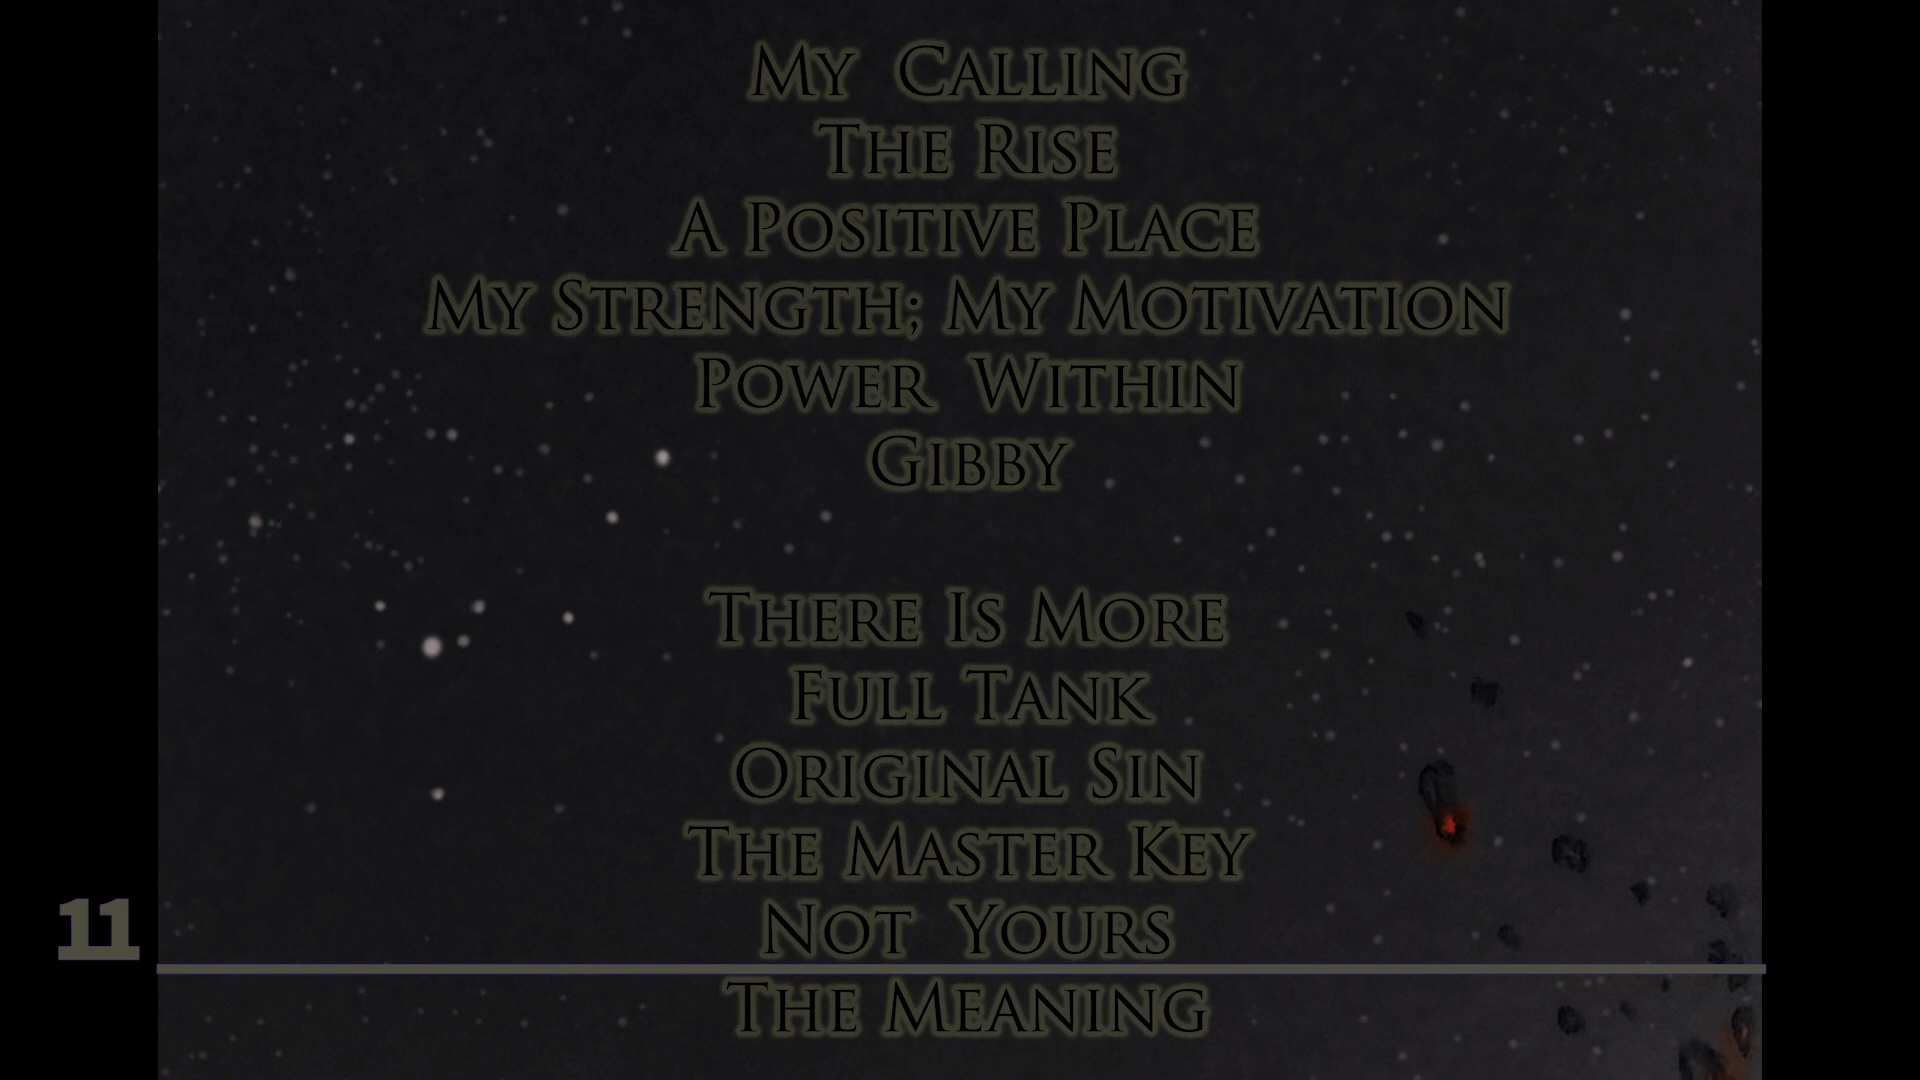 My Calling
The Rise
A Positive Place
My Strength; My Motivation
Power Within
Gibby
There Is More
Full Tank
Original Sin
The Master Key
Not Yours
11
The Meaning